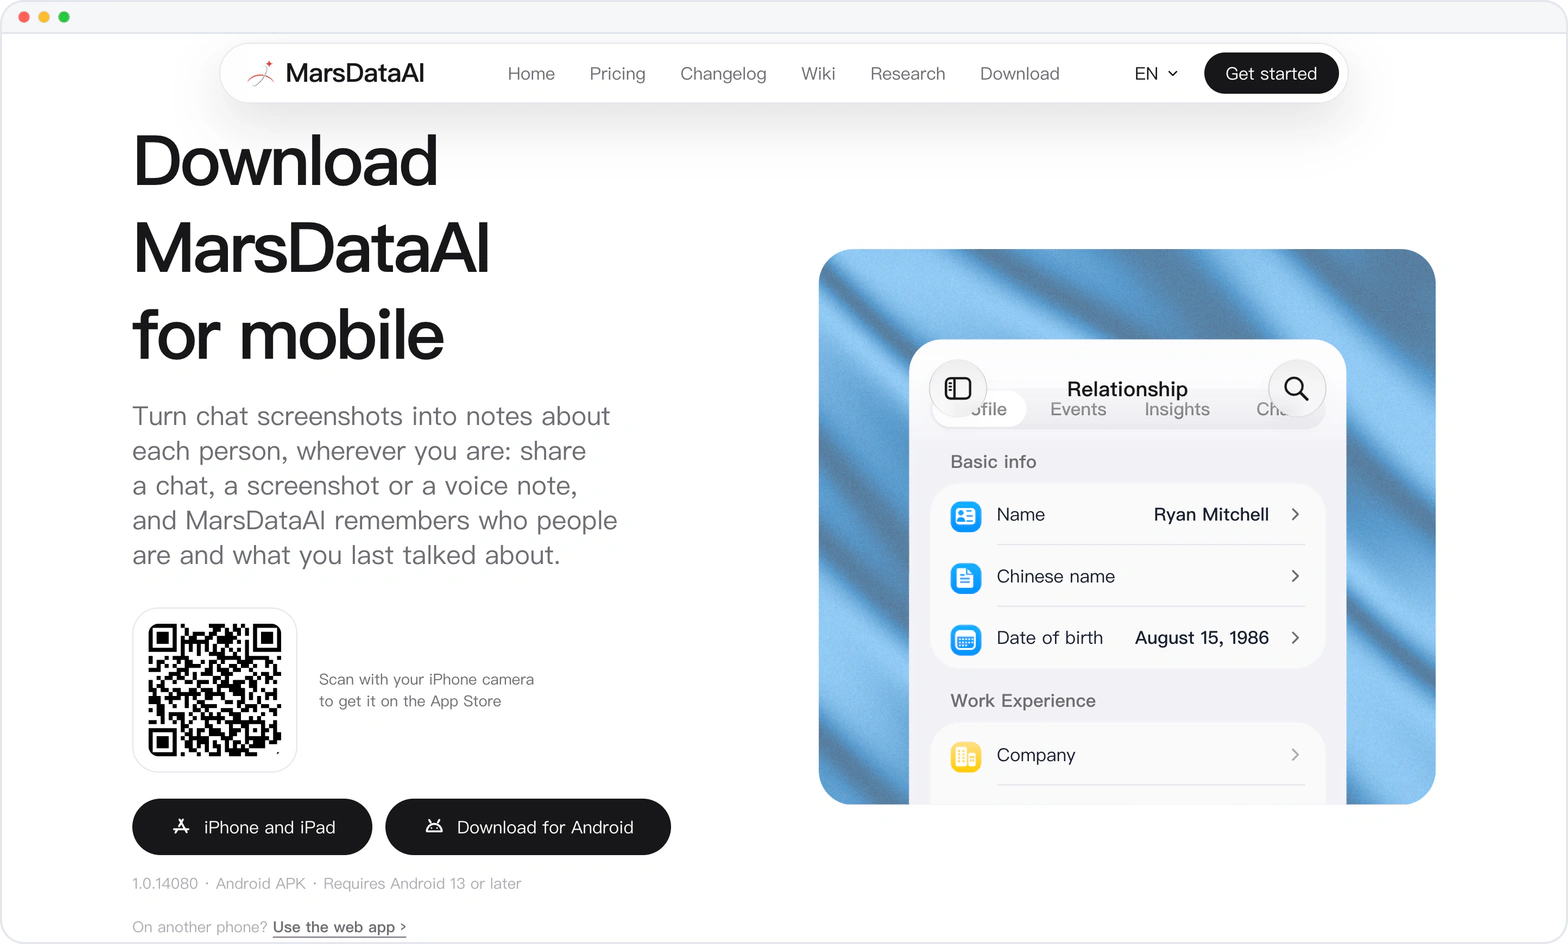 MarsDataAI
Home
Pricing
Changelog
Wiki
Research
Download
EN
Get started
Download
MarsDataAI
for mobile
Turn chat screenshots into notes about
each person, wherever you are: share
a chat, a screenshot or a voice note,
and MarsDataAI remembers who people
are and what you last talked about.
Scan with your iPhone camera
to get it on the App Store
iPhone and iPad
Download for Android
1.0.14080 · Android APK · Requires Android 13 or later
On another phone? Use the web app ›
Relationship
Events
Insights
Basic info
Name
Ryan Mitchell
Chinese name
Date of birth
August 15, 1986
Work Experience
Company